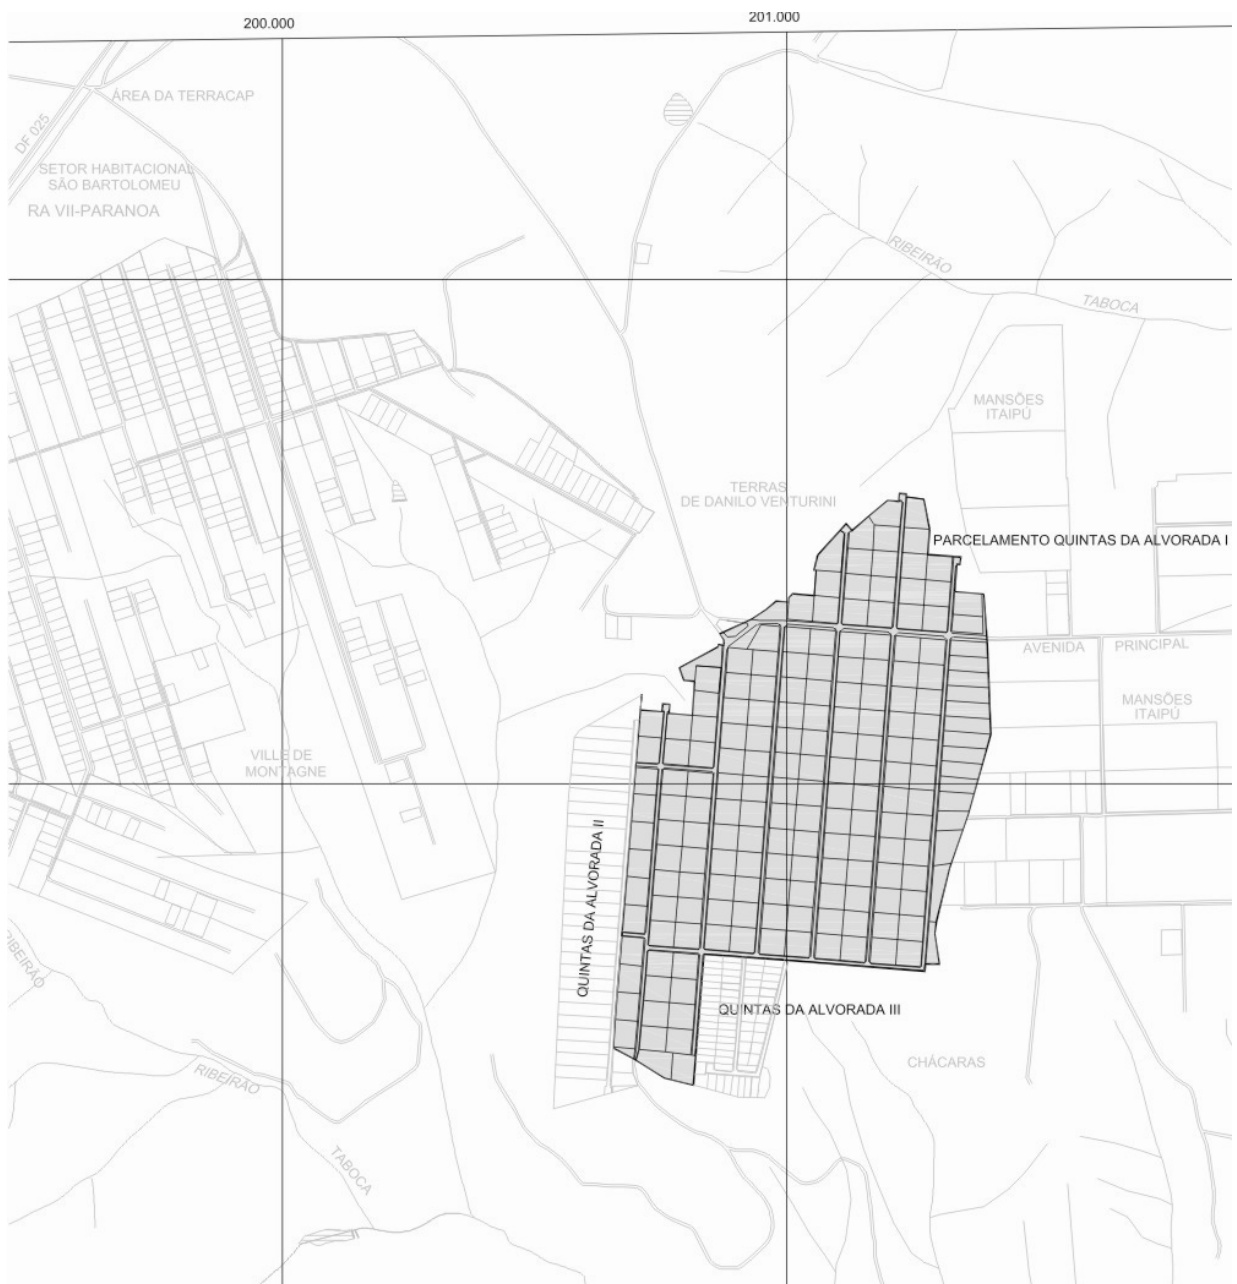 200.000
201.000
ÁREA DA TERRACAP
DF 025
SETOR HABITACIONAL
SÃO BARTOLOMEU
RA VII-PARANOA
RIBEIRÃO
TABOCA
MANSÕES
ITAIPÚ
TERRAS
DE DANILO VENTURINI
PARCELAMENTO QUINTAS DA ALVORADA I
AVENIDA PRINCIPAL
MANSÕES
ITAIPÚ
VILLE DE
MONTAGNE
QUINTAS DA ALVORADA II
RIBEIRÃO
QUINTAS DA ALVORADA III
CHÁCARAS
RIBEIRÃO
TABOCA